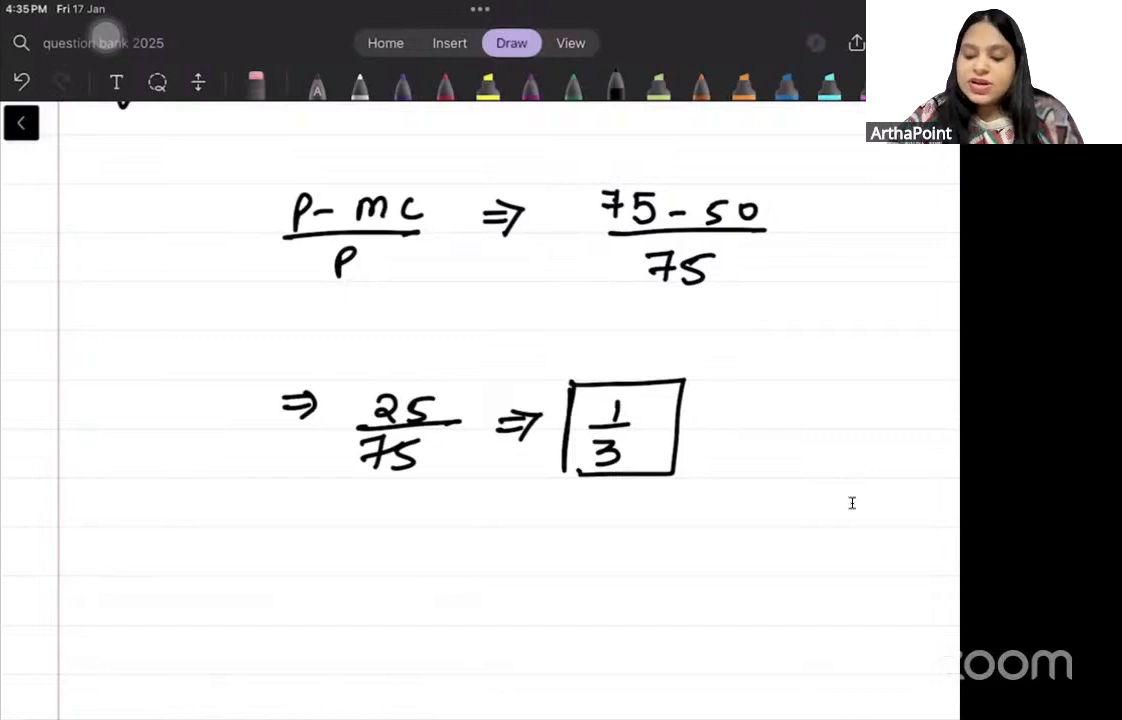 4:35 PM Fri 17 Jan
question bank 2025
Home Insert Draw View
T
A
ArthaPoint
P - mc ⇒ 75 - 50
P 75
⇒ 25 ⇒ 1
75 3
zoom